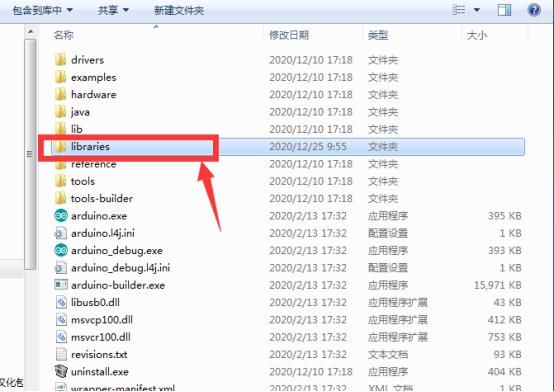 包含到库中 共享 新建文件夹
名称 修改日期 类型 大小
drivers 2020/12/10 17:18 文件夹
examples 2020/12/10 17:18 文件夹
hardware 2020/12/10 17:18 文件夹
java 2020/12/10 17:18 文件夹
lib 2020/12/10 17:18 文件夹
libraries 2020/12/25 9:55 文件夹
reference 2020/12/10 17:18 文件夹
tools 2020/12/10 17:18 文件夹
tools-builder 2020/12/10 17:18 文件夹
arduino.exe 2020/2/13 17:32 应用程序 395 KB
arduino.l4j.ini 2020/2/13 17:32 配置设置 1 KB
arduino_debug.exe 2020/2/13 17:32 应用程序 393 KB
arduino_debug.l4j.ini 2020/2/13 17:32 配置设置 1 KB
arduino-builder.exe 2020/2/13 17:32 应用程序 15,971 KB
libusb0.dll 2020/2/13 17:32 应用程序扩展 43 KB
msvcp100.dll 2020/2/13 17:32 应用程序扩展 412 KB
msvcr100.dll 2020/2/13 17:32 应用程序扩展 753 KB
revisions.txt 2020/2/13 17:32 文本文档 93 KB
uninstall.exe 2020/12/10 17:18 应用程序 404 KB
汉化包
wrapper-manifest.xml 2020/2/13 17:32 XML 文档 1 KB